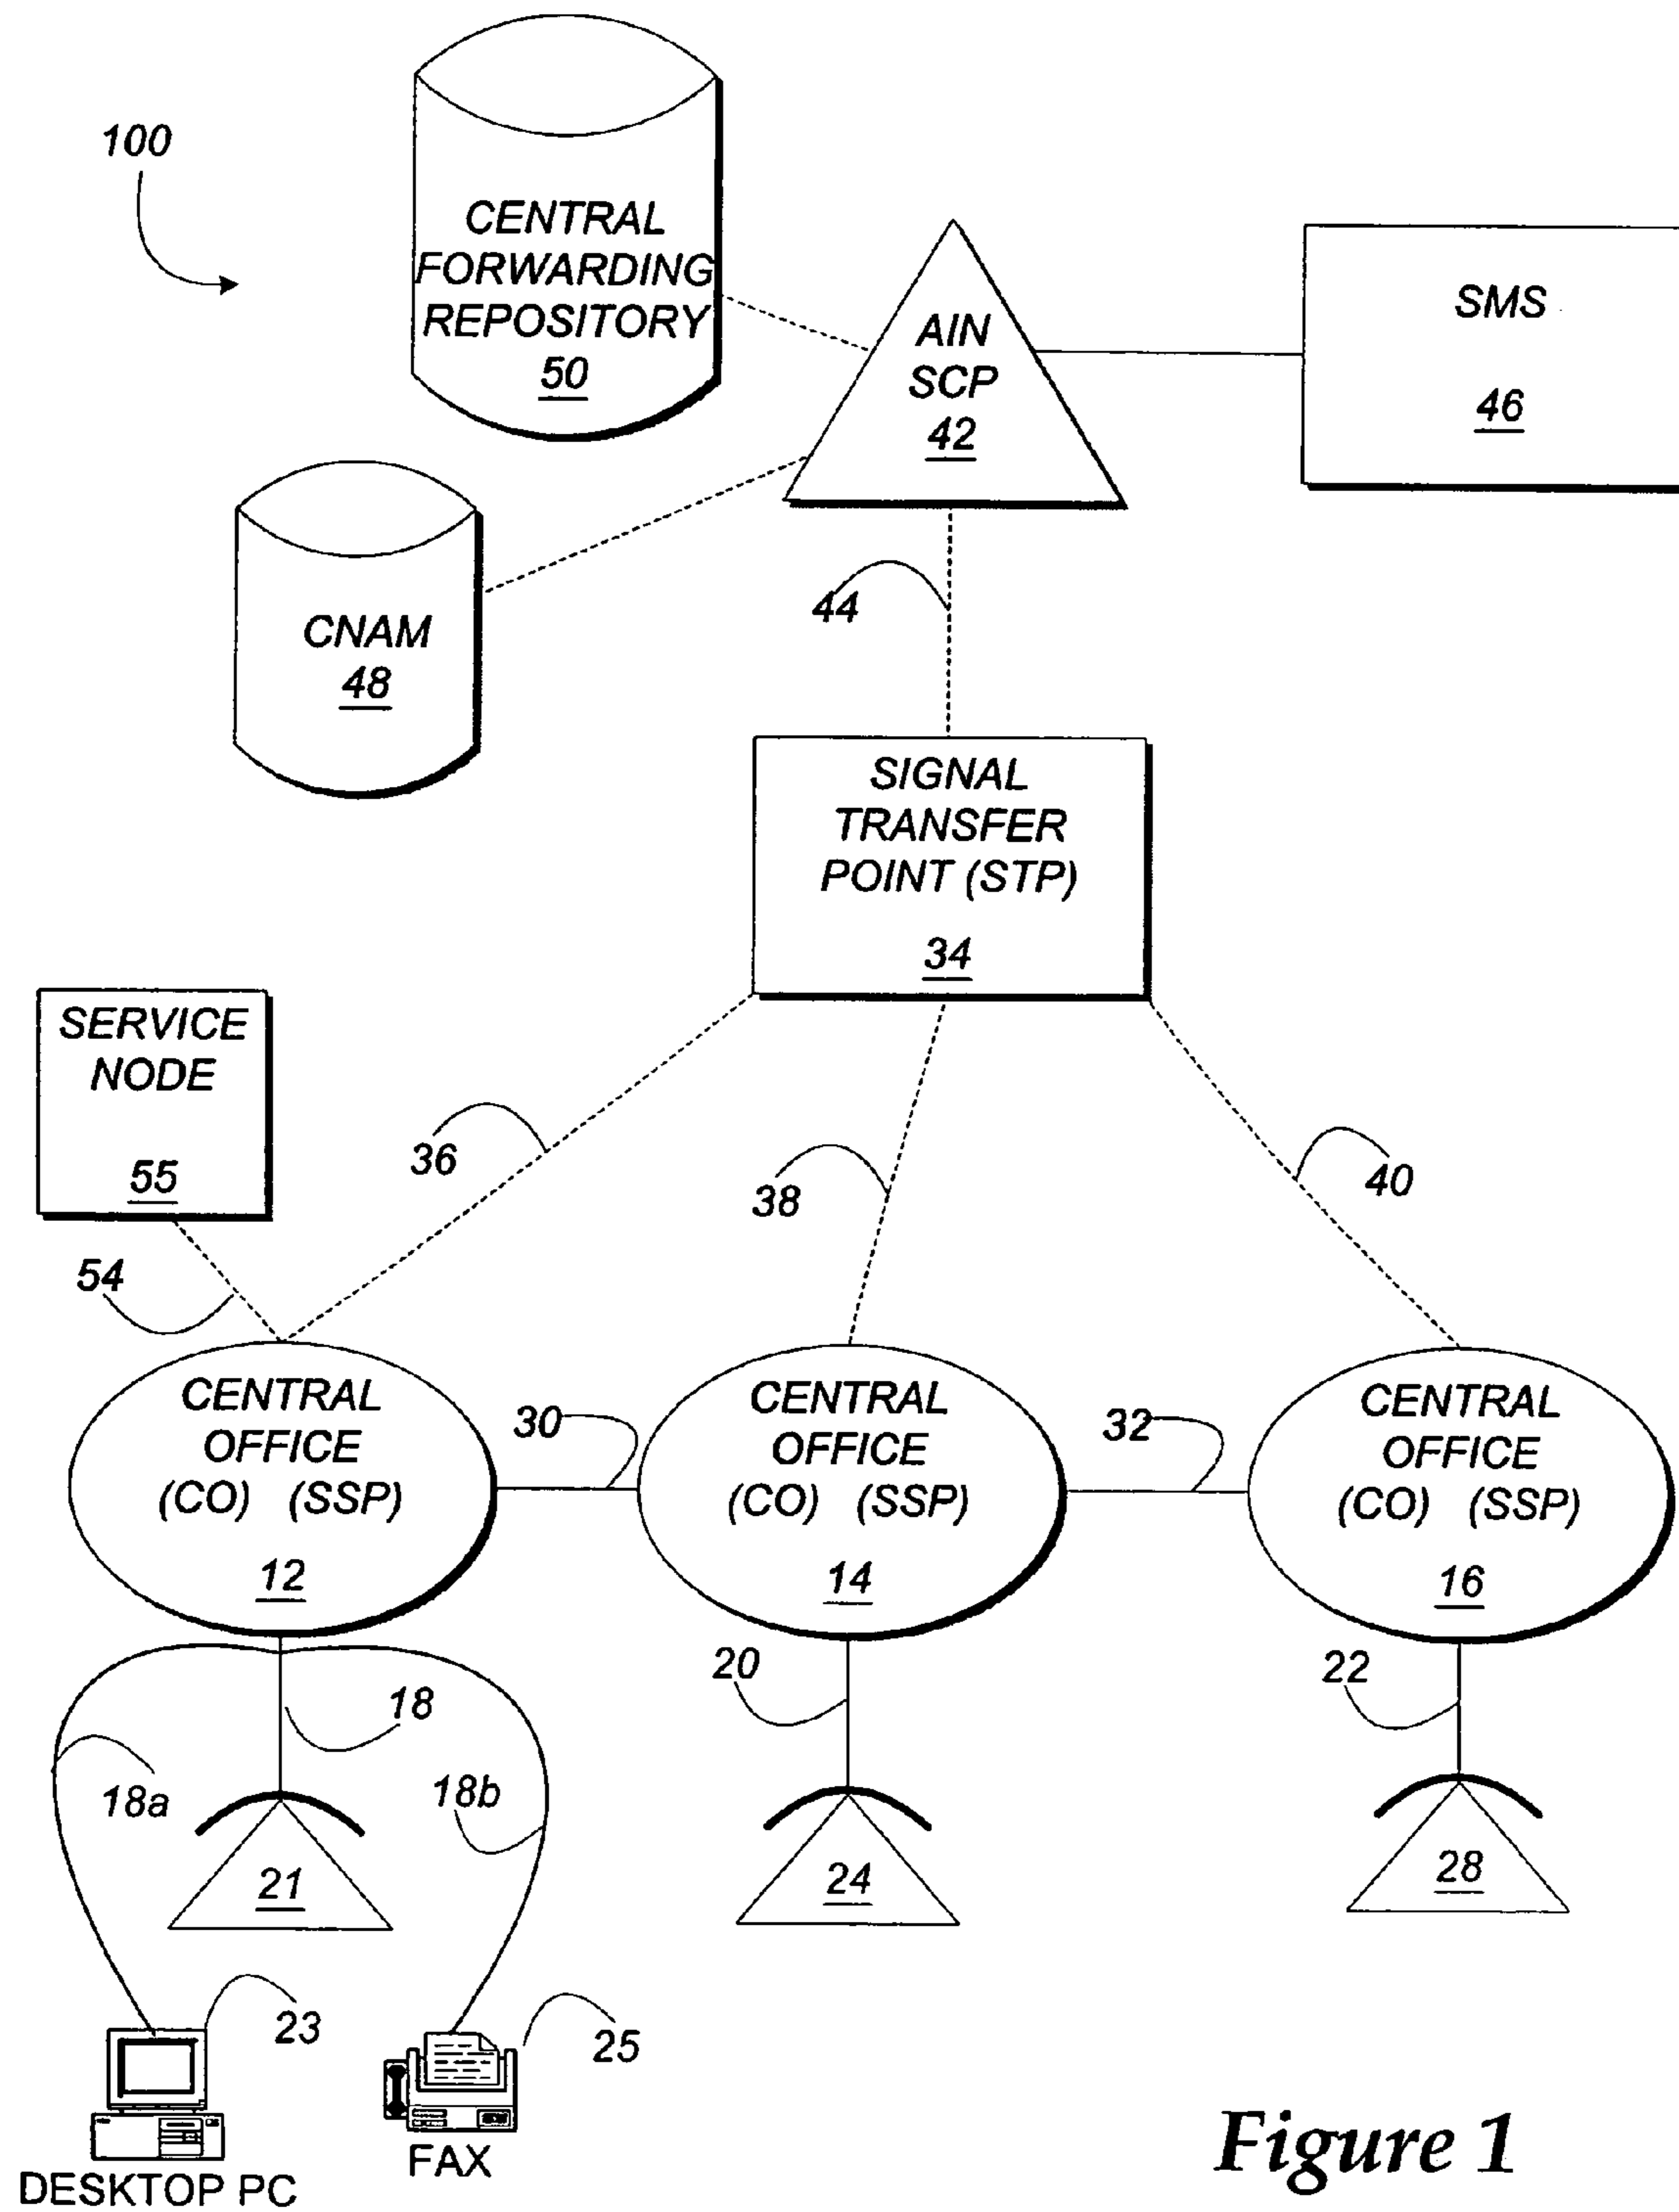 100
CENTRAL
FORWARDING
REPOSITORY
50
AIN
SCP
42
SMS
46
CNAM
48
44
SIGNAL
TRANSFER
POINT (STP)
34
SERVICE
NODE
55
36
38
40
54
CENTRAL
OFFICE
(CO) (SSP)
12
30
CENTRAL
OFFICE
(CO) (SSP)
14
32
CENTRAL
OFFICE
(CO) (SSP)
16
18
20
22
18a
18b
21
24
28
23
25
DESKTOP PC
FAX
Figure 1